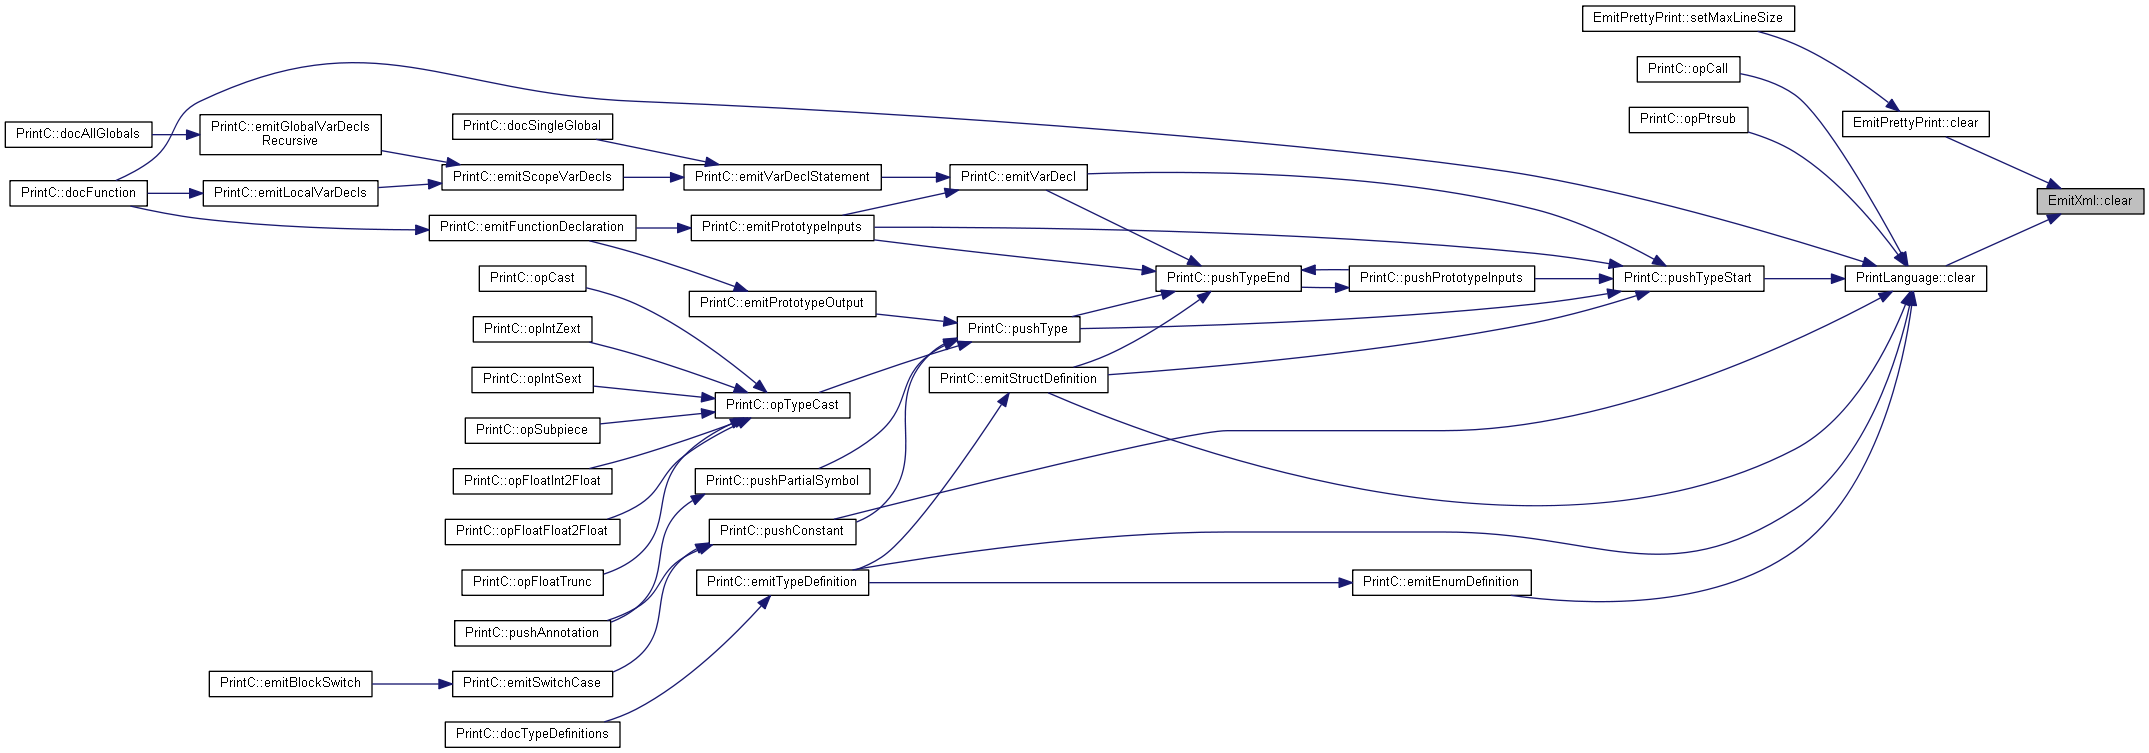 EmitPrettyPrint::setMaxLineSize
PrintC::opCall
PrintC::opPtrsub
EmitPrettyPrint::clear
PrintC::docSingleGlobal
PrintC::docAllGlobals
PrintC::emitGlobalVarDecls
Recursive
PrintC::emitScopeVarDecls
PrintC::emitVarDeclStatement
PrintC::emitVarDecl
PrintC::docFunction
PrintC::emitLocalVarDecls
EmitXml::clear
PrintC::emitFunctionDeclaration
PrintC::emitPrototypeInputs
PrintC::opCast
PrintC::pushTypeEnd
PrintC::pushPrototypeInputs
PrintC::pushTypeStart
PrintLanguage::clear
PrintC::emitPrototypeOutput
PrintC::opIntZext
PrintC::pushType
PrintC::opIntSext
PrintC::emitStructDefinition
PrintC::opTypeCast
PrintC::opSubpiece
PrintC::opFloatInt2Float
PrintC::pushPartialSymbol
PrintC::opFloatFloat2Float
PrintC::pushConstant
PrintC::opFloatTrunc
PrintC::emitTypeDefinition
PrintC::emitEnumDefinition
PrintC::pushAnnotation
PrintC::emitBlockSwitch
PrintC::emitSwitchCase
PrintC::docTypeDefinitions